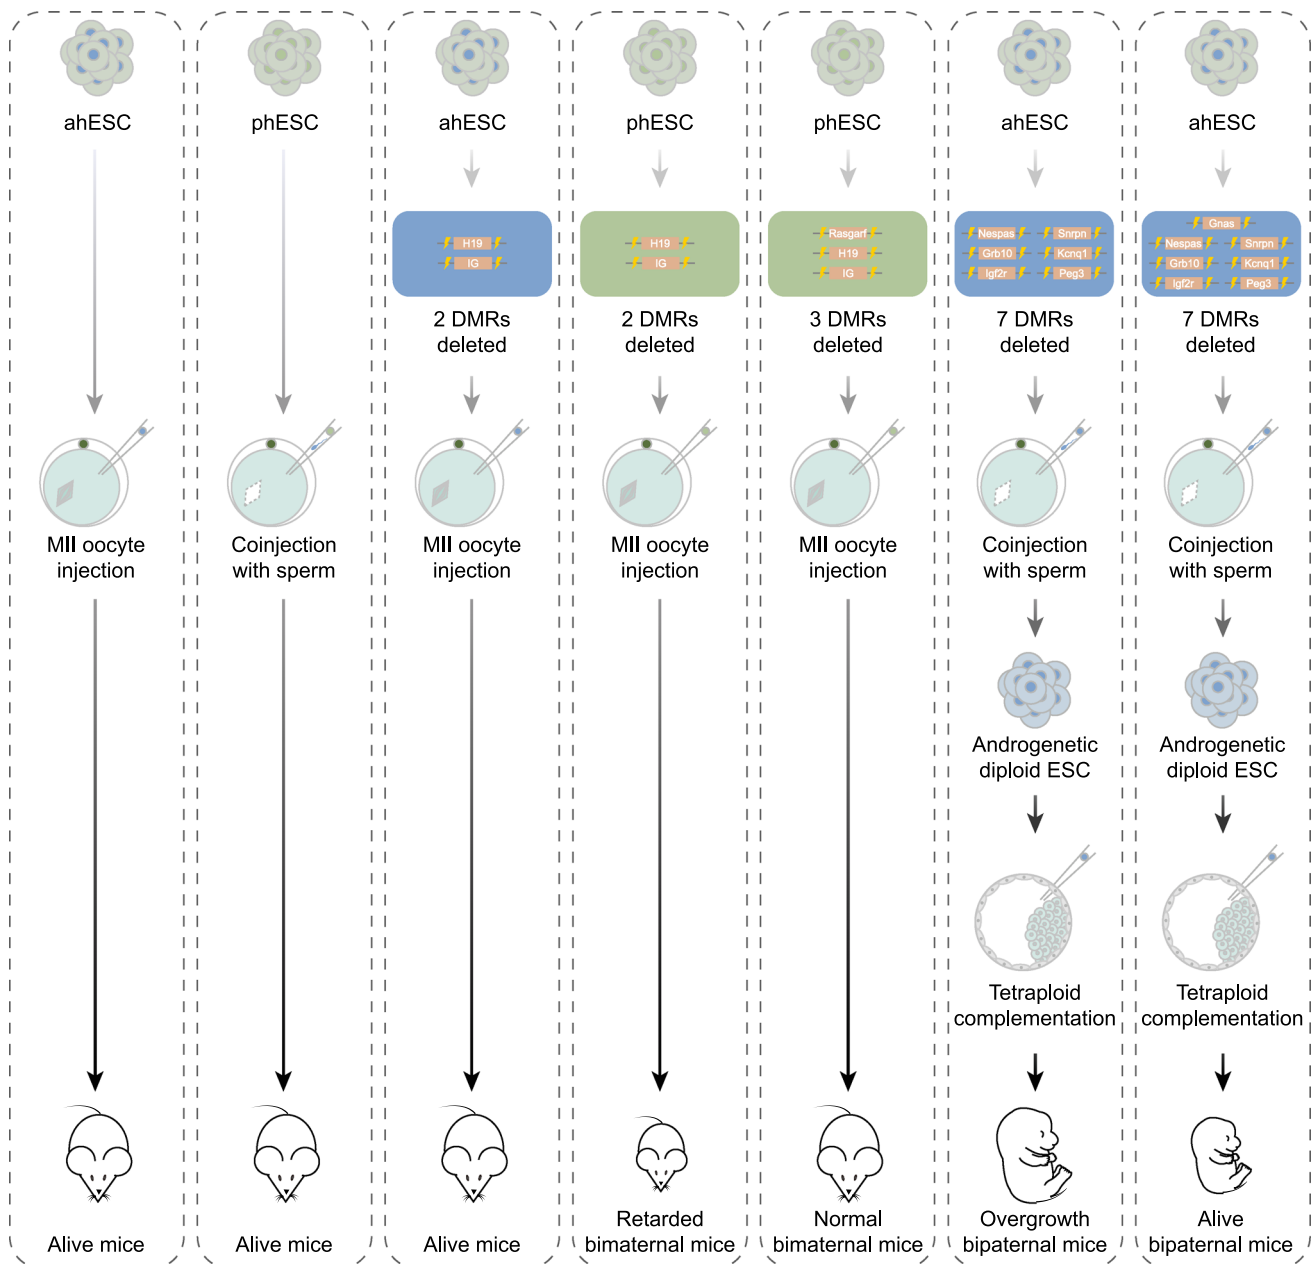 ahESC
phESC
ahESC
phESC
phESC
ahESC
ahESC
H19
IG
2 DMRs
deleted
H19
IG
2 DMRs
deleted
Rasgarf
H19
IG
3 DMRs
deleted
Nespas
Snrpn
Grb10
Kcnq1
Igf2r
Peg3
7 DMRs
deleted
Gnas
Nespas
Snrpn
Grb10
Kcnq1
Igf2r
Peg3
7 DMRs
deleted
MII oocyte
injection
Coinjection
with sperm
MII oocyte
injection
MII oocyte
injection
MII oocyte
injection
Coinjection
with sperm
Coinjection
with sperm
Androgenetic
diploid ESC
Androgenetic
diploid ESC
Tetraploid
complementation
Tetraploid
complementation
Alive mice
Alive mice
Alive mice
Retarded
bimaternal mice
Normal
bimaternal mice
Overgrowth
bipaternal mice
Alive
bipaternal mice